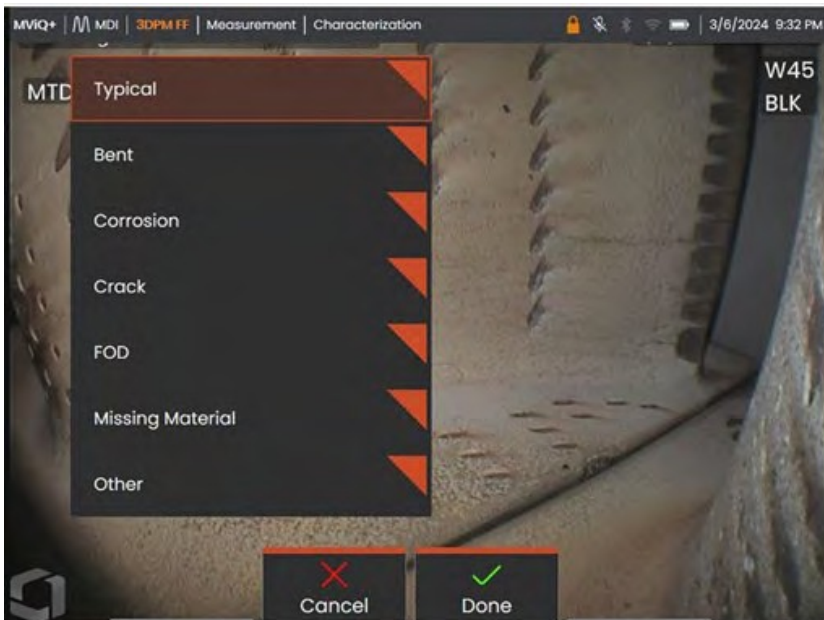 MViQ+ | MDI | 3DPM FF | Measurement | Characterization 3/6/2024 9:32 PM
MTD
W45
BLK
Typical
Bent
Corrosion
Crack
FOD
Missing Material
Other
Cancel
Done